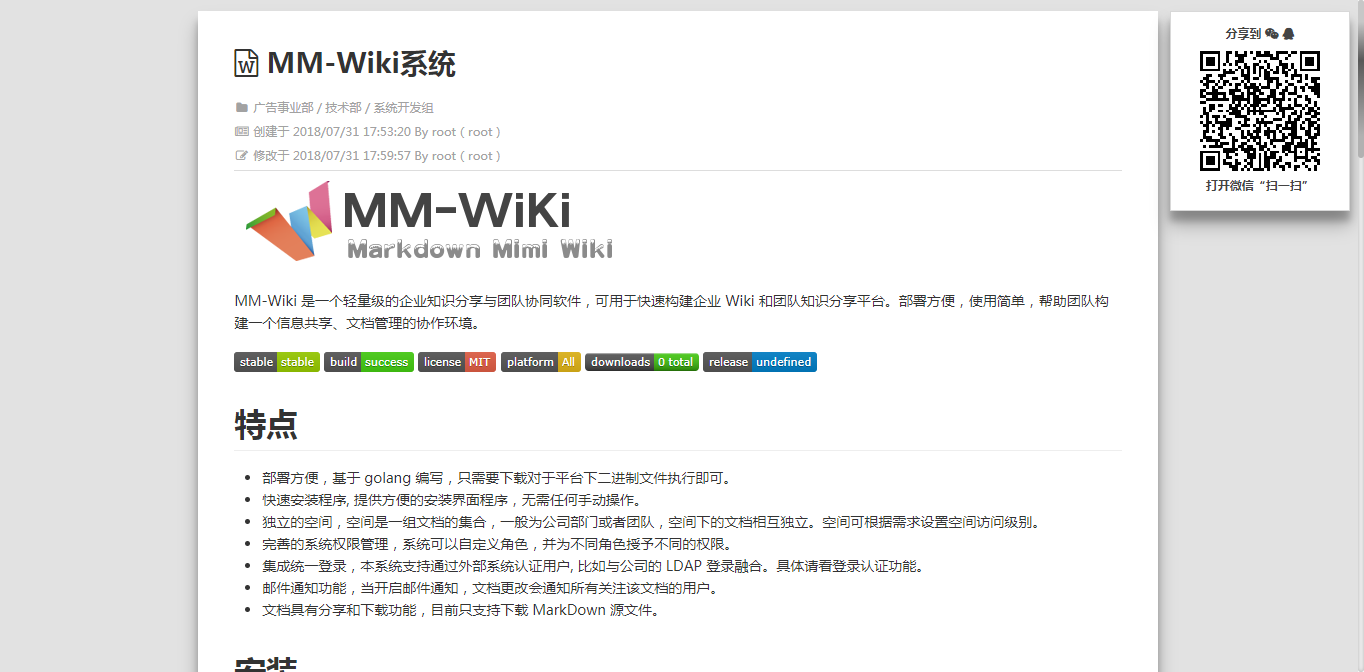 MM-Wiki系统
广告事业部 / 技术部 / 系统开发组
创建于 2018/07/31 17:53:20 By root ( root )
修改于 2018/07/31 17:59:57 By root ( root )
MM-WiKi
Markdown Mimi Wiki
MM-Wiki 是一个轻量级的企业知识分享与团队协同软件，可用于快速构建企业 Wiki 和团队知识分享平台。部署方便，使用简单，帮助团队构
建一个信息共享、文档管理的协作环境。
stable stable build success license MIT platform All downloads 0 total release undefined
特点
• 部署方便，基于 golang 编写，只需要下载对于平台下二进制文件执行即可。
• 快速安装程序, 提供方便的安装界面程序，无需任何手动操作。
• 独立的空间，空间是一组文档的集合，一般为公司部门或者团队，空间下的文档相互独立。空间可根据需求设置空间访问级别。
• 完善的系统权限管理，系统可以自定义角色，并为不同角色授予不同的权限。
• 集成统一登录，本系统支持通过外部系统认证用户, 比如与公司的 LDAP 登录融合。具体请看登录认证功能。
• 邮件通知功能，当开启邮件通知，文档更改会通知所有关注该文档的用户。
• 文档具有分享和下载功能，目前只支持下载 MarkDown 源文件。
安装
分享到
打开微信“扫一扫”